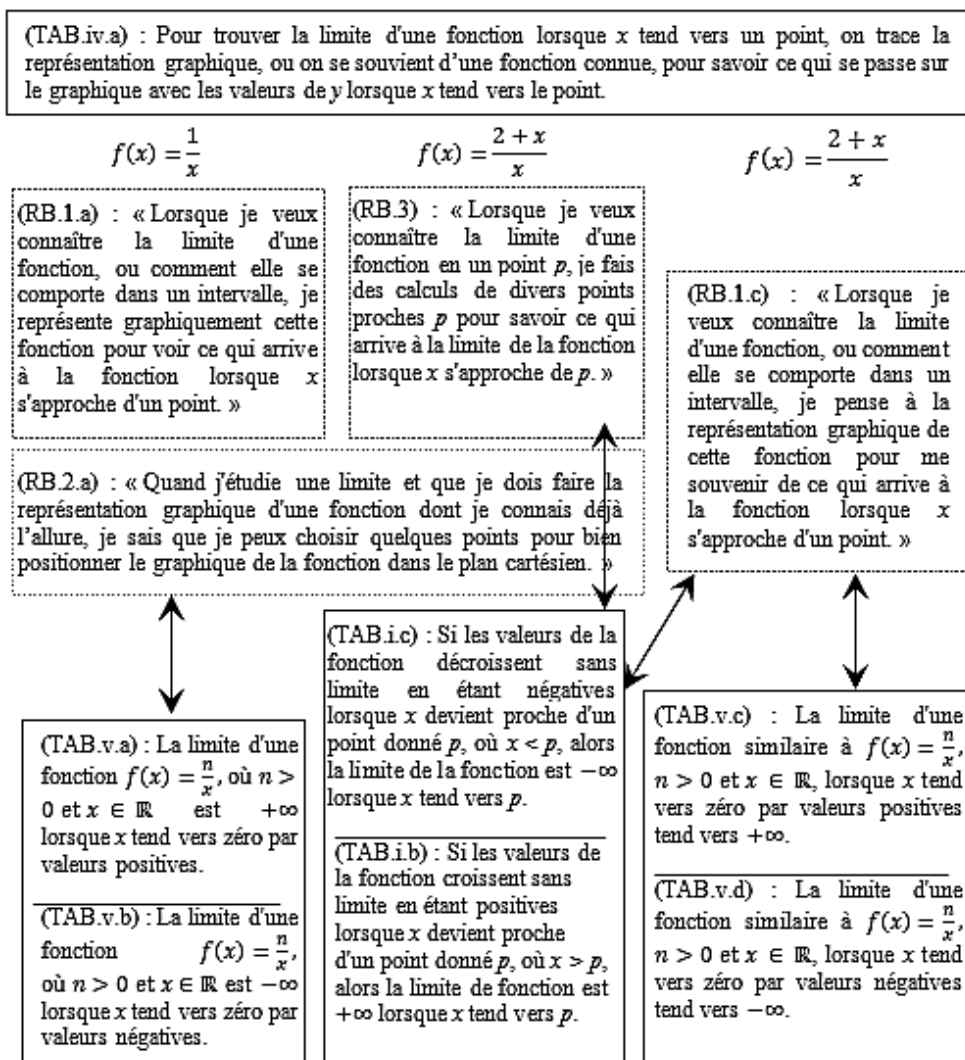 (TAB.iv.a) : Pour trouver la limite d'une fonction lorsque x tend vers un point, on trace la
représentation graphique, ou on se souvient d'une fonction connue, pour savoir ce qui se passe sur
le graphique avec les valeurs de y lorsque x tend vers le point.
f(x) = 1/x
f(x) = (2 + x)/x
f(x) = (2 + x)/x
(RB.1.a) : « Lorsque je veux
connaître la limite d'une
fonction, ou comment elle se
comporte dans un intervalle, je
représente graphiquement cette
fonction pour voir ce qui arrive
à la fonction lorsque x
s'approche d'un point. »
(RB.3) : « Lorsque je veux
connaître la limite d'une
fonction en un point p, je fais
des calculs de divers points
proches p pour savoir ce qui
arrive à la limite de la fonction
lorsque x s'approche de p. »
(RB.1.c) : « Lorsque je
veux connaître la limite
d'une fonction, ou comment
elle se comporte dans un
intervalle, je pense à la
représentation graphique de
cette fonction pour me
souvenir de ce qui arrive à
la fonction lorsque x
s'approche d'un point. »
(RB.2.a) : « Quand j'étudie une limite et que je dois faire la
représentation graphique d'une fonction dont je connais déjà
l'allure, je sais que je peux choisir quelques points pour bien
positionner le graphique de la fonction dans le plan cartésien. »
(TAB.v.a) : La limite d'une
fonction f(x) = n/x, où n >
0 et x ∈ ℝ est +∞
lorsque x tend vers zéro par
valeurs positives.
(TAB.v.b) : La limite d'une
fonction f(x) = n/x,
où n > 0 et x ∈ ℝ est −∞
lorsque x tend vers zéro par
valeurs négatives.
(TAB.i.c) : Si les valeurs de la
fonction décroissent sans
limite en étant négatives
lorsque x devient proche d'un
point donné p, où x < p, alors
la limite de la fonction est −∞
lorsque x tend vers p.
(TAB.i.b) : Si les valeurs de
la fonction croissent sans
limite en étant positives
lorsque x devient proche
d'un point donné p, où x > p,
alors la limite de fonction est
+∞ lorsque x tend vers p.
(TAB.v.c) : La limite d'une
fonction similaire à f(x) = n/x,
n > 0 et x ∈ ℝ, lorsque x tend
vers zéro par valeurs positives
tend vers +∞.
(TAB.v.d) : La limite d'une
fonction similaire à f(x) = n/x,
n > 0 et x ∈ ℝ, lorsque x tend
vers zéro par valeurs négatives
tend vers −∞.